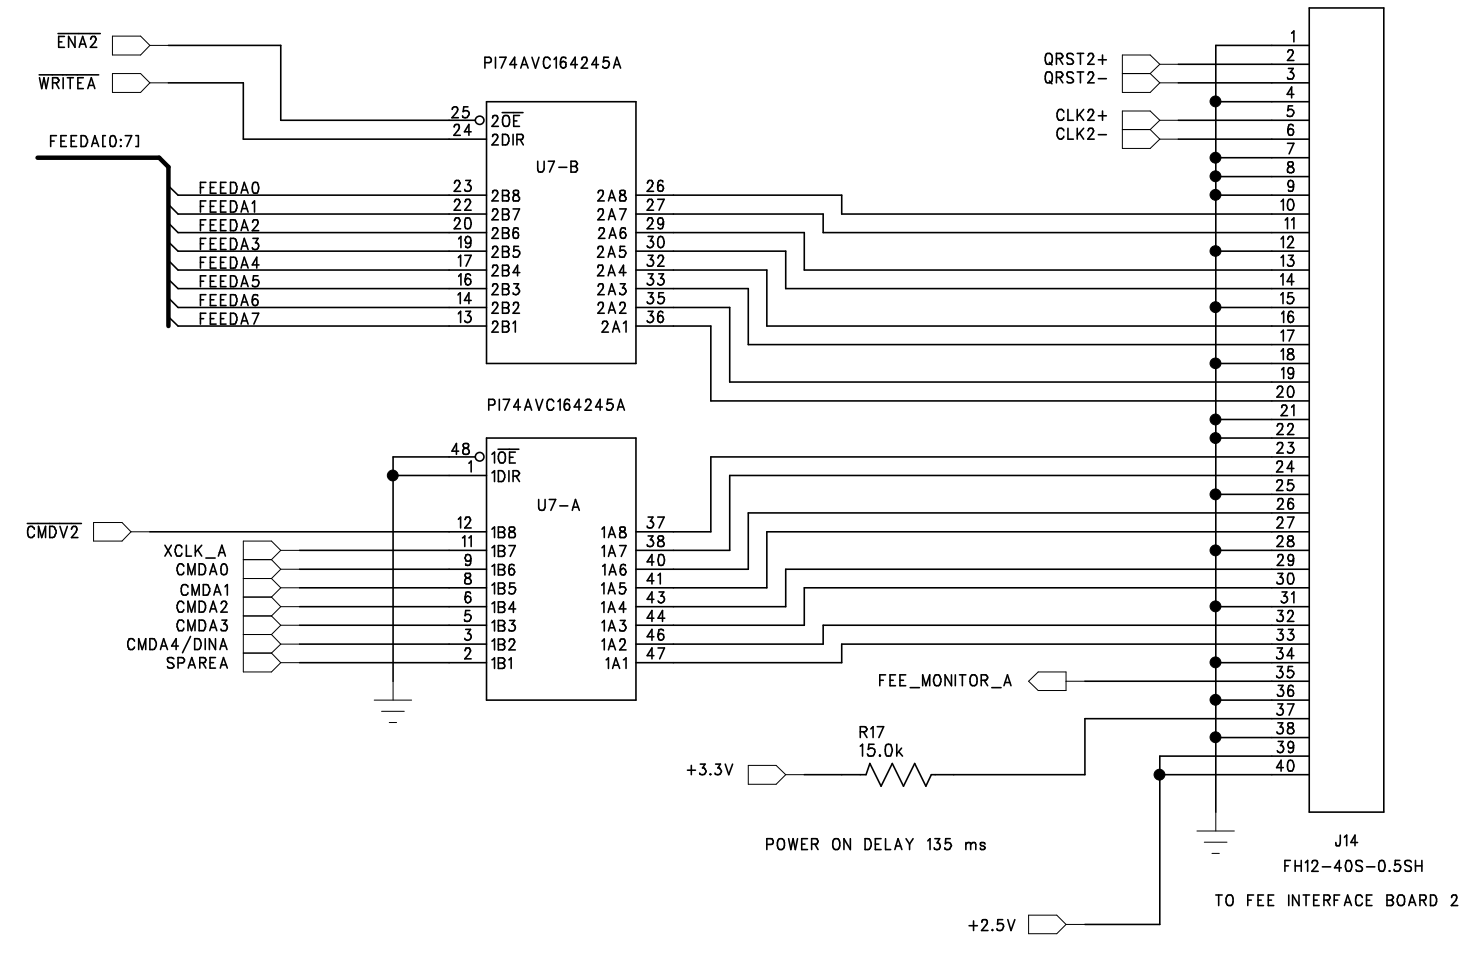 ENA2
WRITEA
FEEDA[0:7]
FEEDA0
FEEDA1
FEEDA2
FEEDA3
FEEDA4
FEEDA5
FEEDA6
FEEDA7
PI74AVC164245A
25 2OE
24 2DIR
U7-B
23 2B8 2A8 26
22 2B7 2A7 27
20 2B6 2A6 29
19 2B5 2A5 30
17 2B4 2A4 32
16 2B3 2A3 33
14 2B2 2A2 35
13 2B1 2A1 36
PI74AVC164245A
48 1OE
1 1DIR
U7-A
CMDV2 12 1B8 1A8 37
XCLK_A 11 1B7 1A7 38
CMDA0 9 1B6 1A6 40
CMDA1 8 1B5 1A5 41
CMDA2 6 1B4 1A4 43
CMDA3 5 1B3 1A3 44
CMDA4/DINA 3 1B2 1A2 46
SPAREA 2 1B1 1A1 47
QRST2+
QRST2-
CLK2+
CLK2-
1
2
3
4
5
6
7
8
9
10
11
12
13
14
15
16
17
18
19
20
21
22
23
24
25
26
27
28
29
30
31
32
33
34
35
36
37
38
39
40
FEE_MONITOR_A
R17
15.0k
+3.3V
POWER ON DELAY 135 ms
+2.5V
J14
FH12-40S-0.5SH
TO FEE INTERFACE BOARD 2